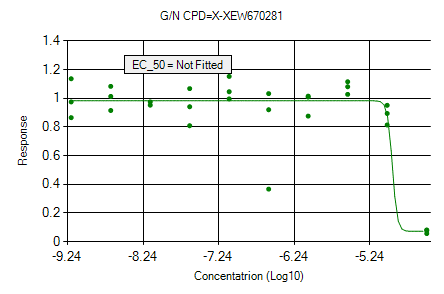 G/N CPD=X-XEW670281
1.4
EC_50 = Not Fitted
1.2
1
0.8
0.6
0.4
0.2
0
Response
-9.24 -8.24 -7.24 -6.24 -5.24
Concentatrion (Log10)